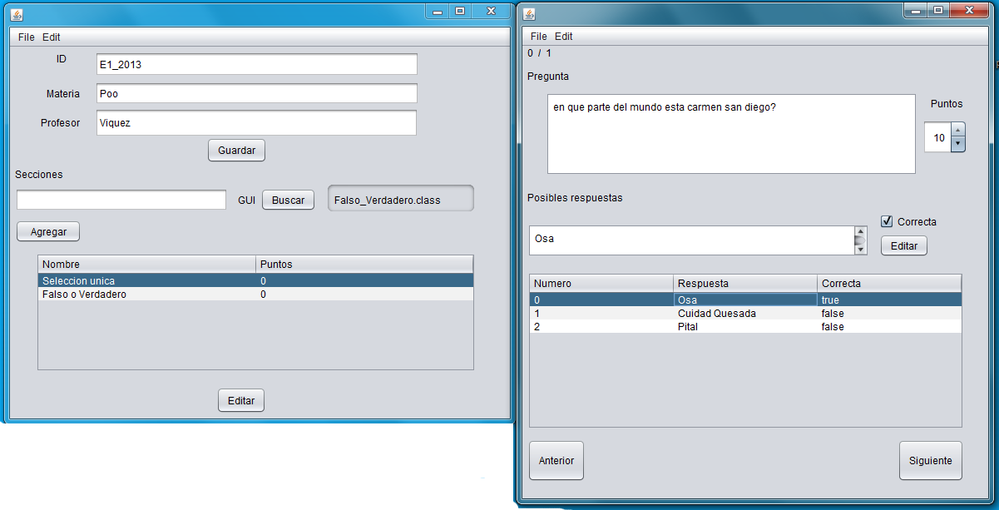 File Edit
ID
E1_2013
Materia
Poo
Profesor
Viquez
Guardar
Secciones
GUI Buscar Falso_Verdadero.class
Agregar
Nombre Puntos
Seleccion unica 0
Falso o Verdadero 0
Editar
File Edit
0 / 1
Pregunta
en que parte del mundo esta carmen san diego?
Puntos
10
Posibles respuestas
Correcta
Osa
Editar
Numero Respuesta Correcta
0 Osa true
1 Cuidad Quesada false
2 Pital false
Anterior Siguiente